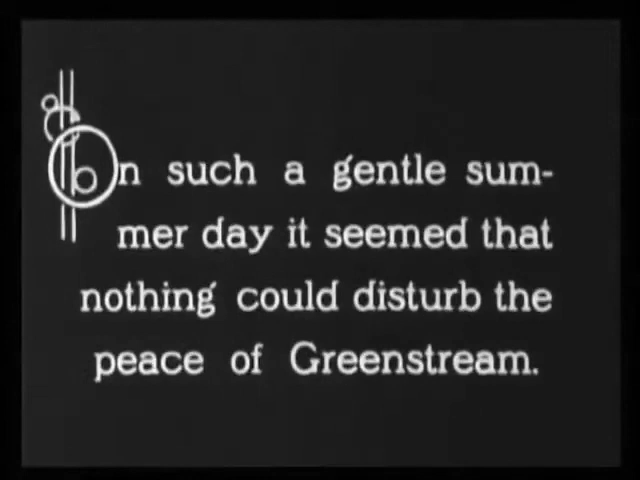 On such a gentle sum-
mer day it seemed that
nothing could disturb the
peace of Greenstream.